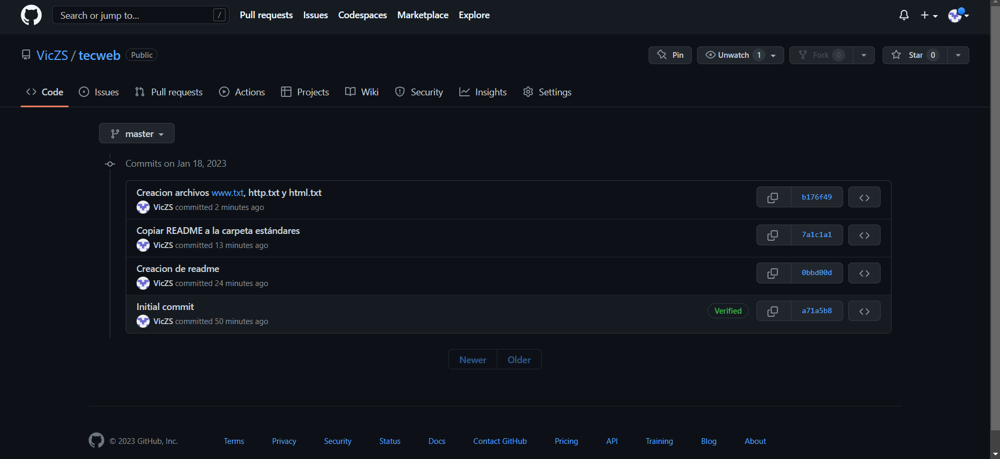 Search or jump to... /
Pull requests Issues Codespaces Marketplace Explore
VicZS / tecweb Public
Pin Unwatch 1 Fork 0 Star 0
Code Issues Pull requests Actions Projects Wiki Security Insights Settings
master
Commits on Jan 18, 2023
Creacion archivos www.txt, http.txt y html.txt
VicZS committed 2 minutes ago
b176f49
Copiar README a la carpeta estándares
VicZS committed 13 minutes ago
7a1c1a1
Creacion de readme
VicZS committed 24 minutes ago
0bbd00d
Initial commit
VicZS committed 50 minutes ago
Verified a71a5b8
Newer Older
© 2023 GitHub, Inc. Terms Privacy Security Status Docs Contact GitHub Pricing API Training Blog About